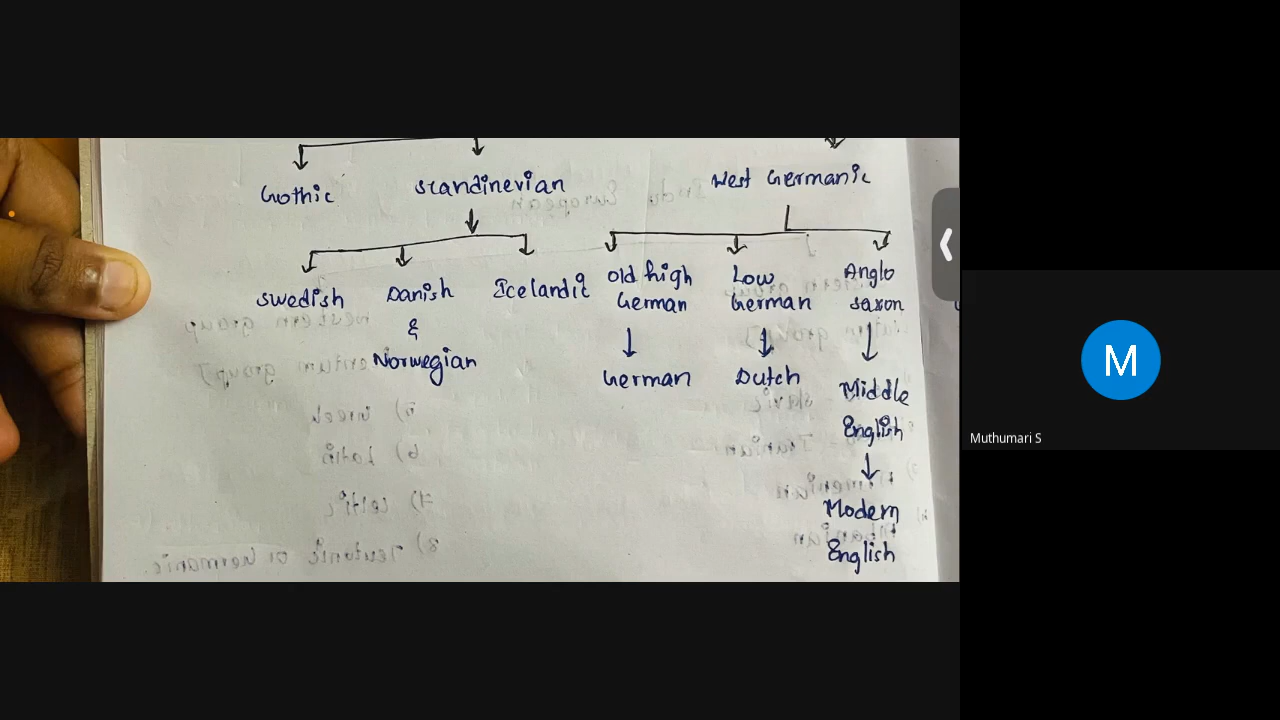 Gothic
scandinevian
West Germanic
Swedish
Danish
&
Norwegian
Icelandic
Old high
German
German
Low
German
Dutch
Anglo
saxon
Middle
English
Modern
English
M
Muthumari S